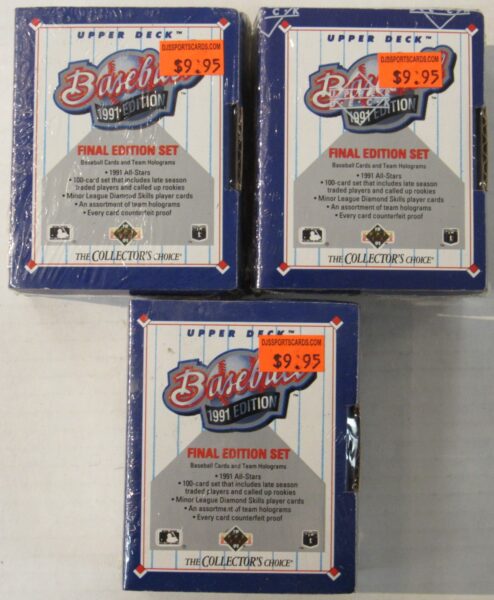 UPPER DECK™
DJSSPORTSCARDS.COM
$9.95
Baseball
1991 EDITION
FINAL EDITION SET
Baseball Cards and Team Holograms
• 1991 All-Stars
• 100-card set that includes late season
traded players and called up rookies
• Minor League Diamond Skills player cards
• An assortment of team holograms
• Every card counterfeit proof
THE COLLECTOR'S CHOICE®
UPPER DECK™
DJSSPORTSCARDS.COM
$9.95
1991 EDITION
FINAL EDITION SET
Baseball Cards and Team Holograms
• 1991 All-Stars
• 100-card set that includes late season
traded players and called up rookies
• Minor League Diamond Skills player cards
• An assortment of team holograms
• Every card counterfeit proof
THE COLLECTOR'S CHOICE®
UPPER DECK™
DJSSPORTSCARDS.COM
$9.95
Baseball
1991 EDITION
FINAL EDITION SET
Baseball Cards and Team Holograms
• 1991 All-Stars
• 100-card set that includes late season
traded players and called up rookies
• Minor League Diamond Skills player cards
• An assortment of team holograms
• Every card counterfeit proof
THE COLLECTOR'S CHOICE®